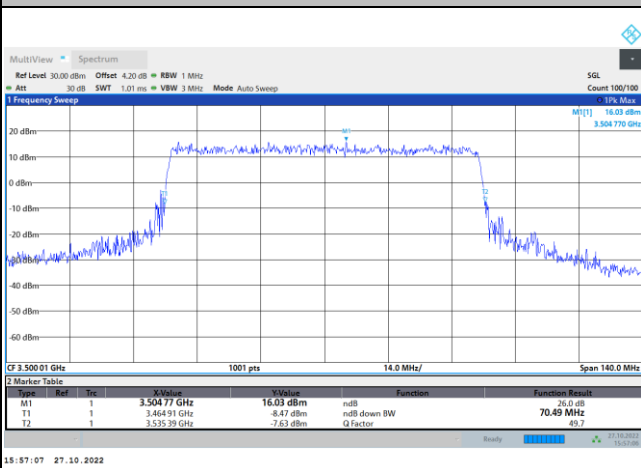 MultiView Spectrum
Ref Level 30.00 dBm Offset 4.20 dB RBW 1 MHz SGL
Att 30 dB SWT 1.01 ms VBW 3 MHz Mode Auto Sweep Count 100/100
1 Frequency Sweep 1Pk Max
M1[1] 16.03 dBm
3.504 770 GHz
M1
20 dBm
10 dBm
0 dBm
T1 T2
-10 dBm
-20 dBm
-40 dBm
-50 dBm
-60 dBm
CF 3.500 01 GHz 1001 pts 14.0 MHz/ Span 140.0 MHz
2 Marker Table
Type Ref Trc X-Value Y-Value Function Function Result
M1 1 3.504 77 GHz 16.03 dBm ndB 26.0 dB
T1 1 3.464 91 GHz -8.47 dBm ndB down BW 70.49 MHz
T2 1 3.535 39 GHz -7.63 dBm Q Factor 49.7
Ready 27.10.2022
15:57:06
15:57:07 27.10.2022